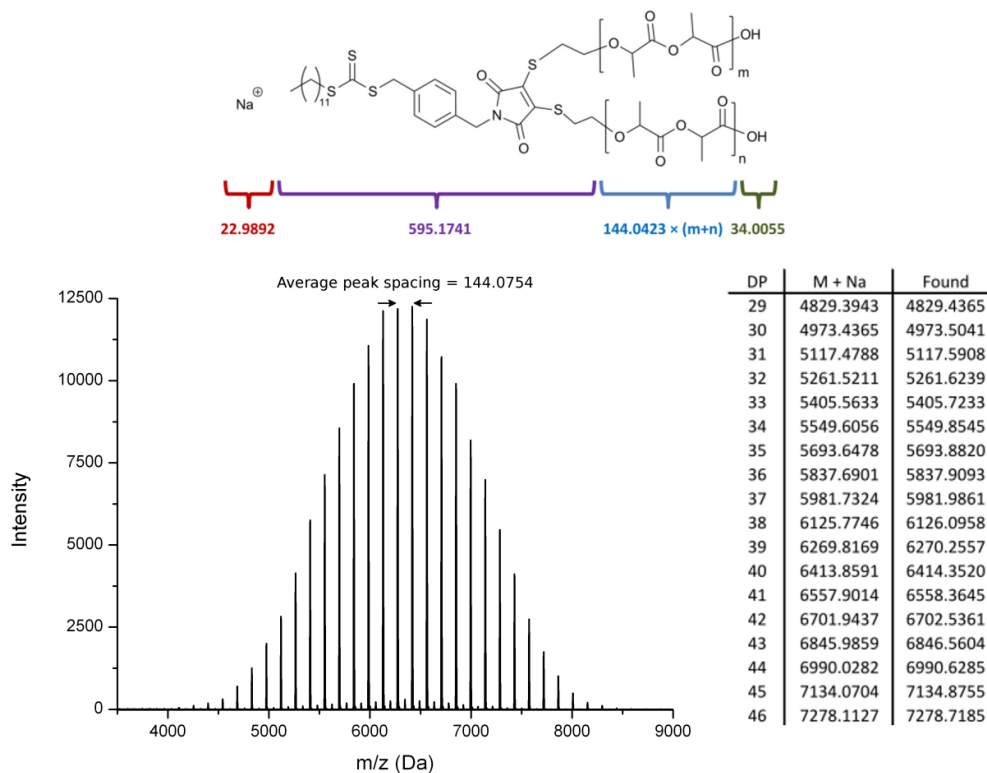 Na⊕
( )11
S
S
S
O
N
O
S
S
O
O
O
O
OH
m
O
O
O
O
OH
n
22.9892
595.1741
144.0423 × (m+n)
34.0055
Average peak spacing = 144.0754
Intensity
12500
10000
7500
5000
2500
0
4000 5000 6000 7000 8000 9000
m/z (Da)
DP M + Na Found
29 4829.3943 4829.4365
30 4973.4365 4973.5041
31 5117.4788 5117.5908
32 5261.5211 5261.6239
33 5405.5633 5405.7233
34 5549.6056 5549.8545
35 5693.6478 5693.8820
36 5837.6901 5837.9093
37 5981.7324 5981.9861
38 6125.7746 6126.0958
39 6269.8169 6270.2557
40 6413.8591 6414.3520
41 6557.9014 6558.3645
42 6701.9437 6702.5361
43 6845.9859 6846.5604
44 6990.0282 6990.6285
45 7134.0704 7134.8755
46 7278.1127 7278.7185